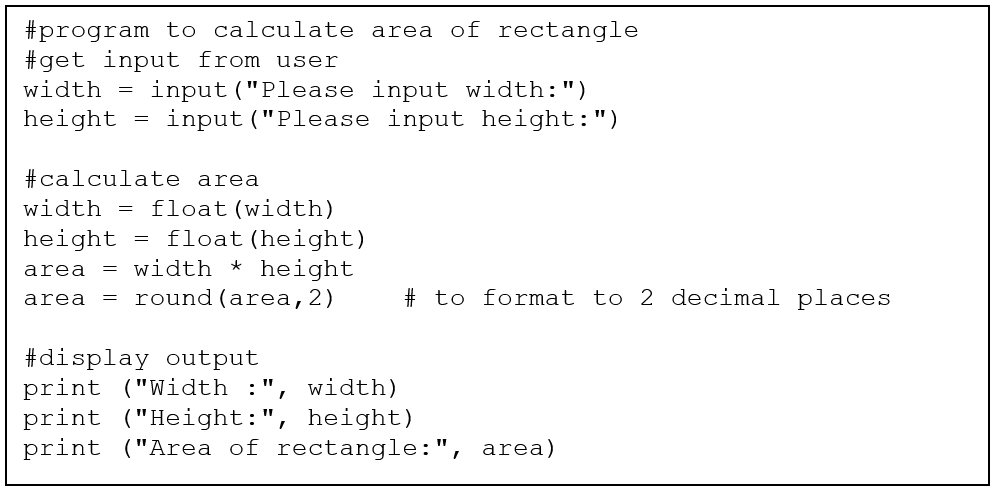 #program to calculate area of rectangle
#get input from user
width = input("Please input width:")
height = input("Please input height:")
#calculate area
width = float(width)
height = float(height)
area = width * height
area = round(area,2)    # to format to 2 decimal places
#display output
print ("Width :", width)
print ("Height:", height)
print ("Area of rectangle:", area)